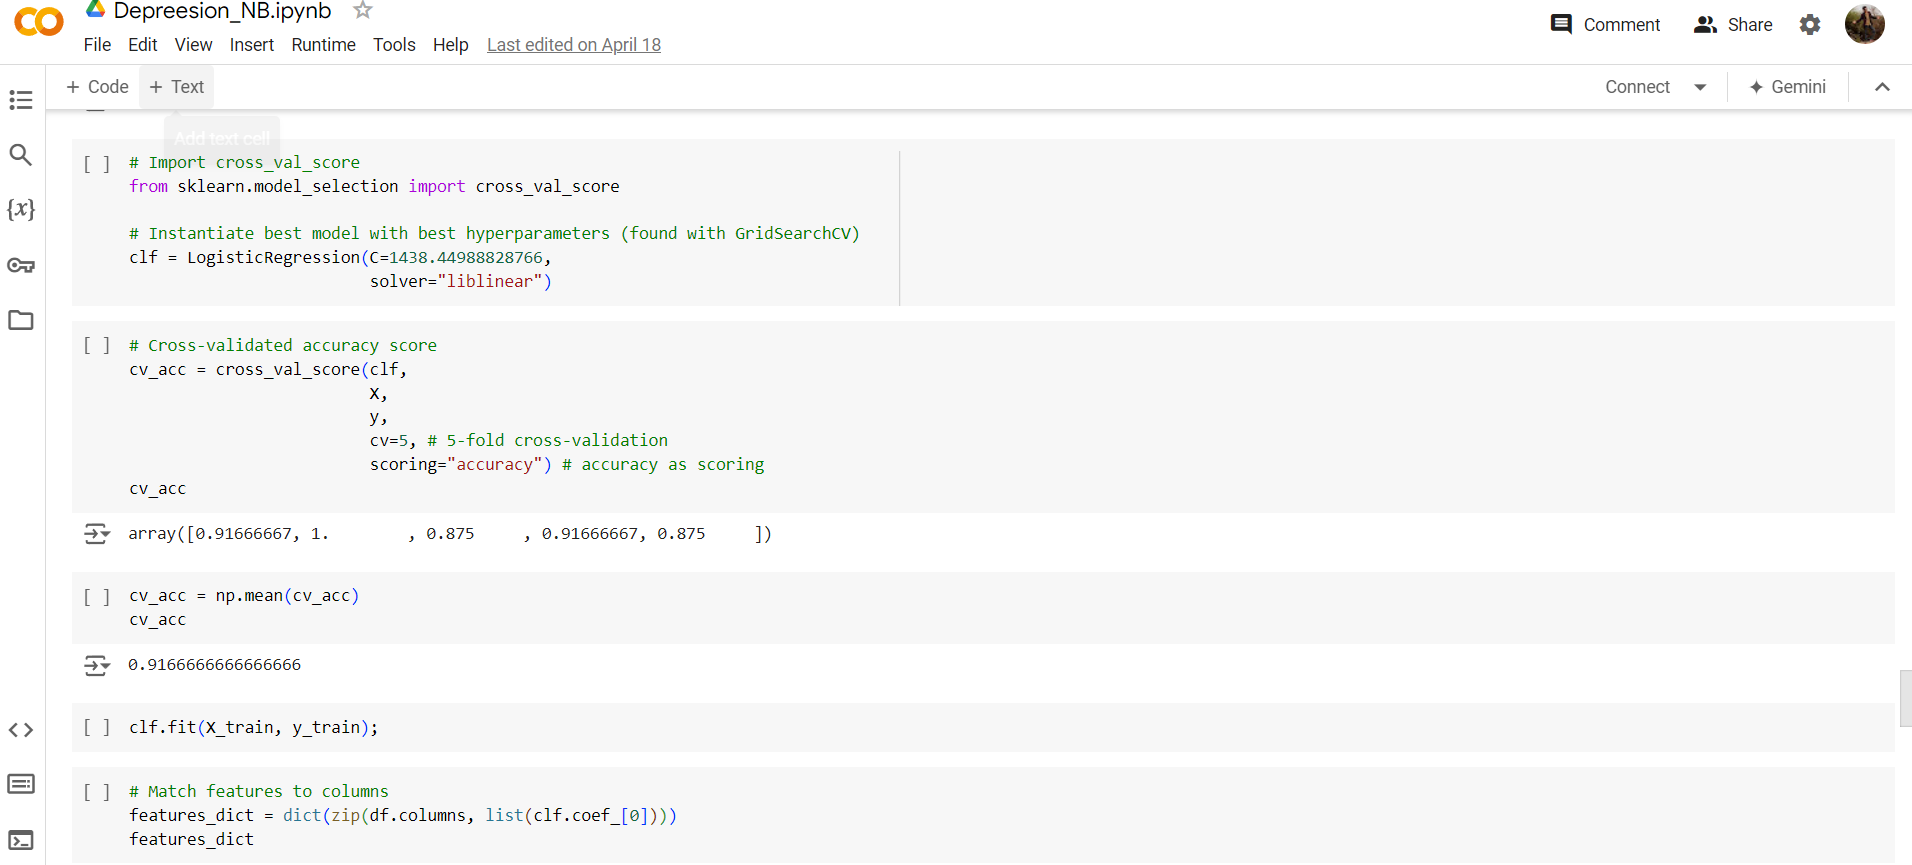 Depreesion_NB.ipynb
File Edit View Insert Runtime Tools Help Last edited on April 18
Comment Share
+ Code + Text
Connect Gemini
Add text cell
[ ] # Import cross_val_score
from sklearn.model_selection import cross_val_score
# Instantiate best model with best hyperparameters (found with GridSearchCV)
clf = LogisticRegression(C=1438.44988828766,
solver="liblinear")
[ ] # Cross-validated accuracy score
cv_acc = cross_val_score(clf,
X,
y,
cv=5, # 5-fold cross-validation
scoring="accuracy") # accuracy as scoring
cv_acc
array([0.91666667, 1.        , 0.875     , 0.91666667, 0.875     ])
[ ] cv_acc = np.mean(cv_acc)
cv_acc
0.9166666666666666
[ ] clf.fit(X_train, y_train);
[ ] # Match features to columns
features_dict = dict(zip(df.columns, list(clf.coef_[0])))
features_dict